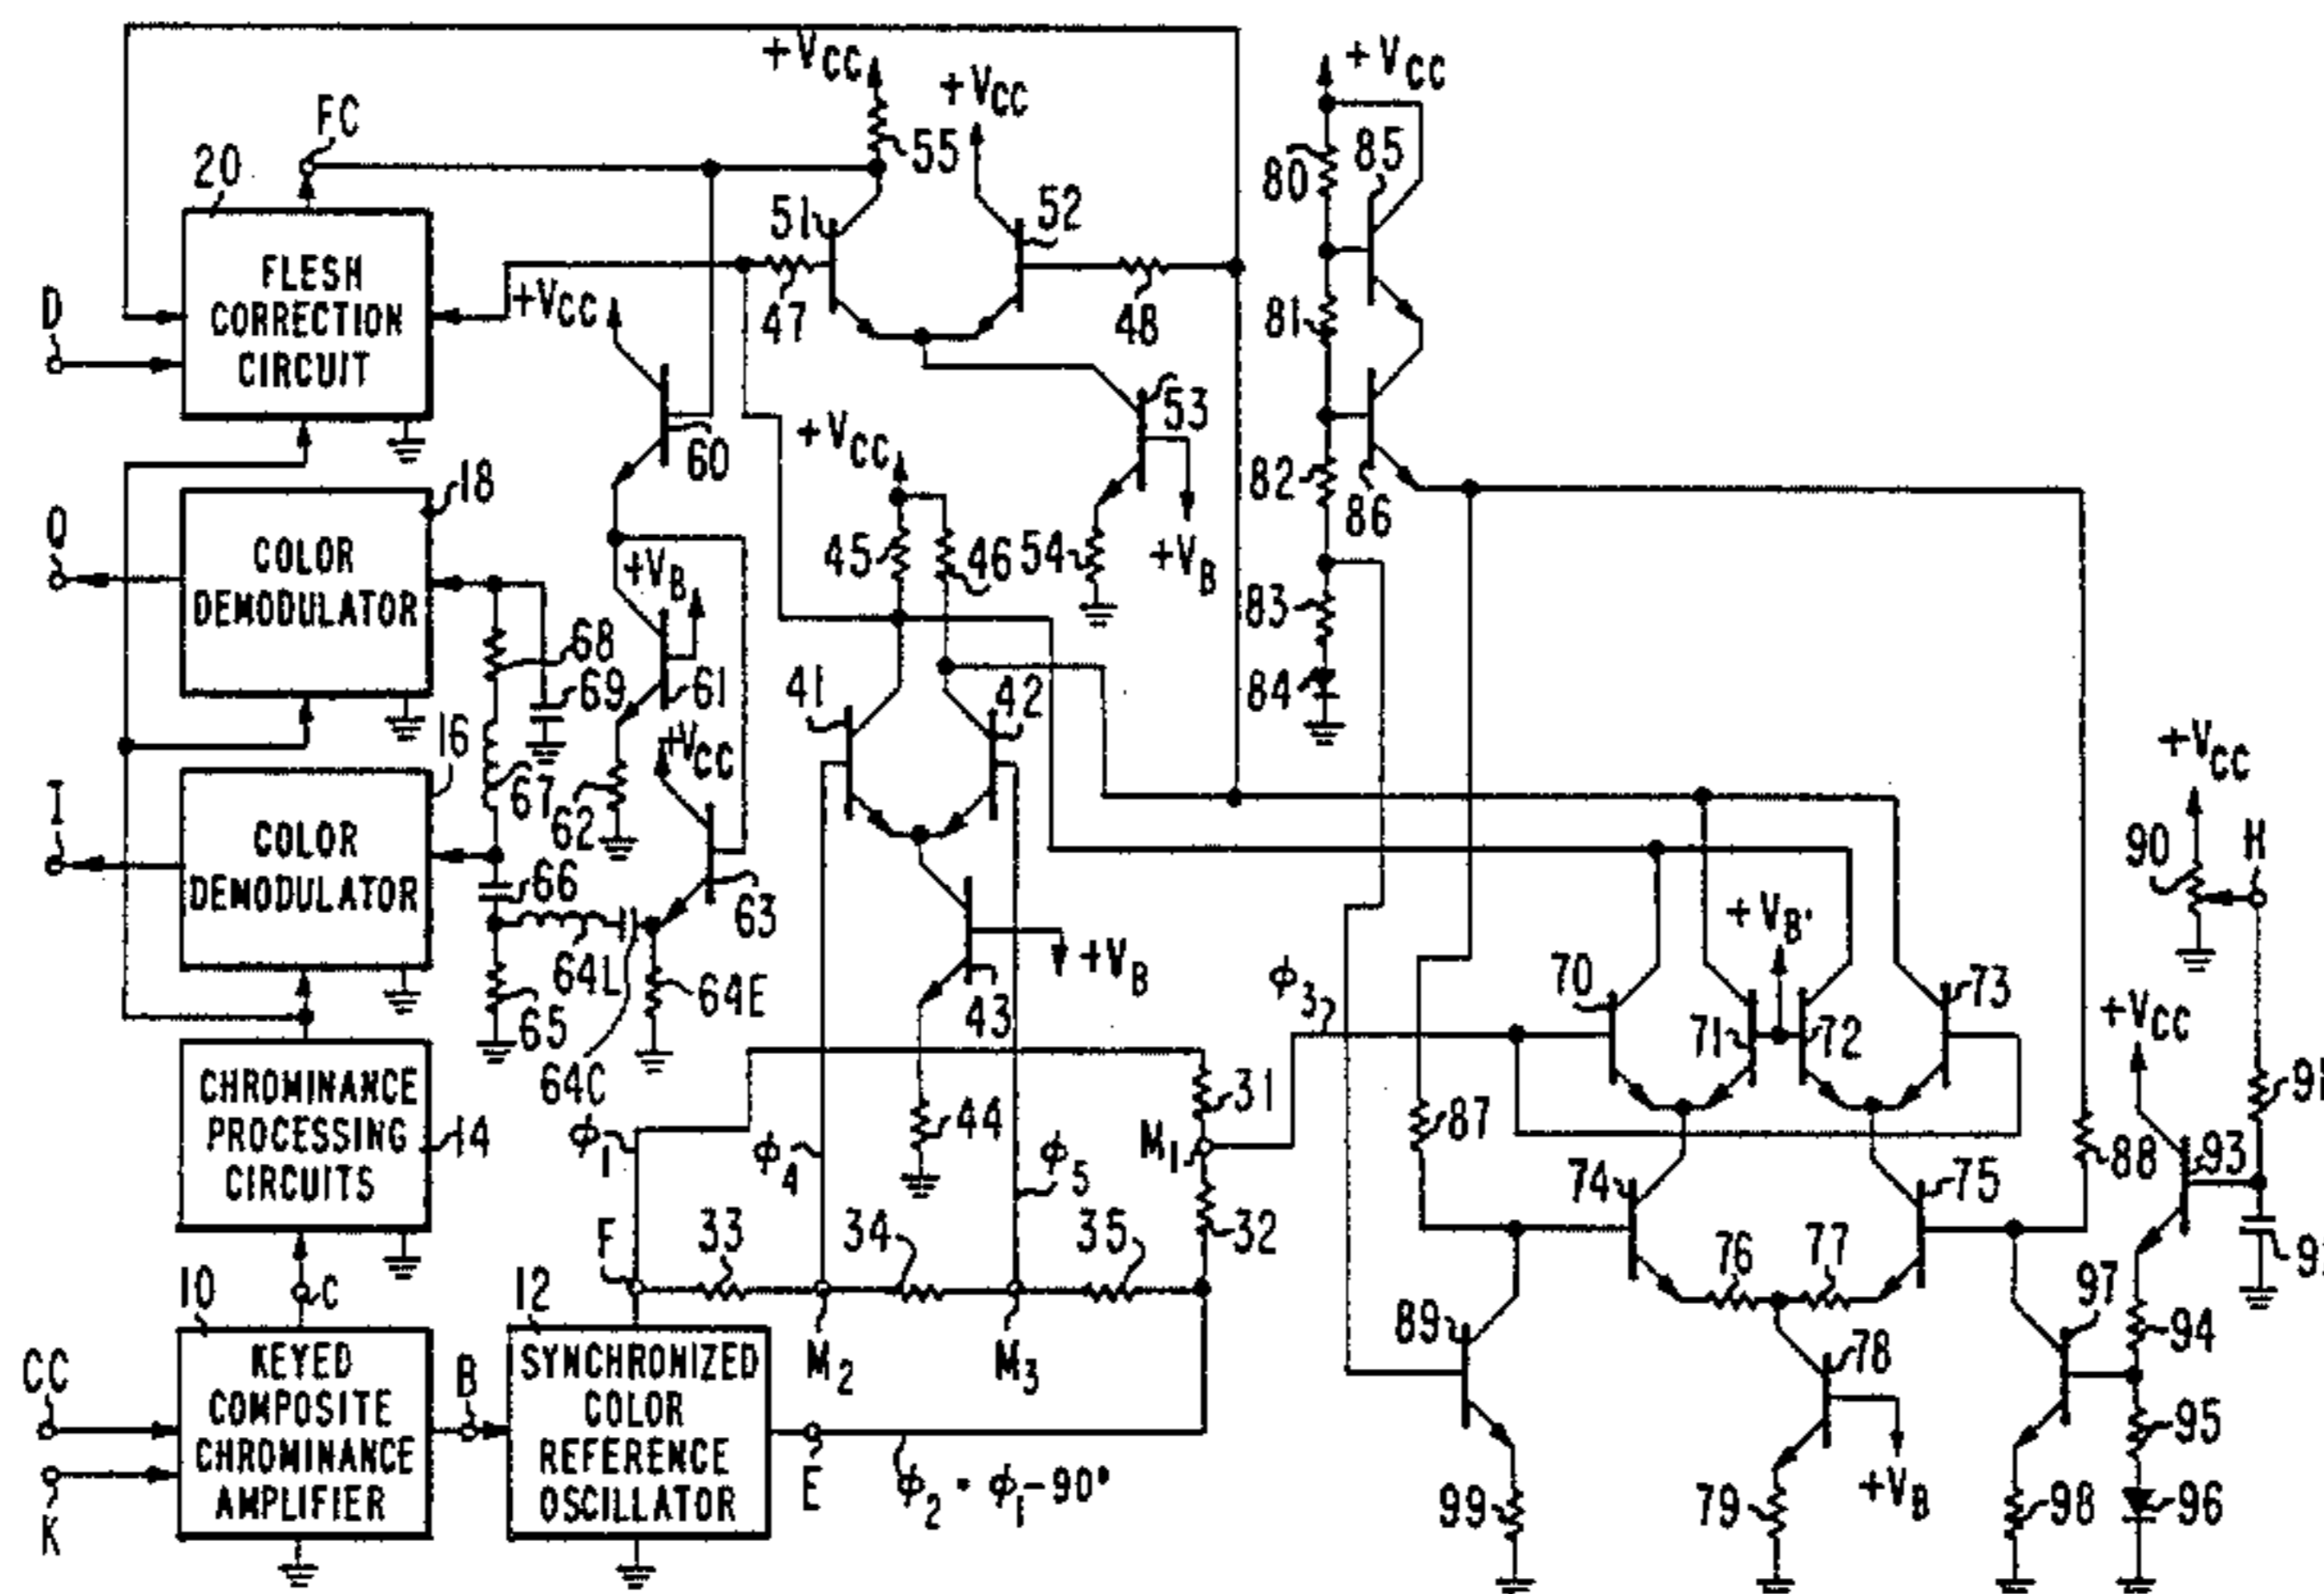 +VCC
+VCC
+VCC
FC
55
85
20
80
51
52
FLESH
CORRECTION
CIRCUIT
D
+VCC
47
48
81
53
+VCC
60
18
82
86
Q
COLOR
DEMODULATOR
45
46
54
+VB
+VB
83
68
69
61
41
42
84
16
+VCC
+VCC
I
67
62
COLOR
DEMODULATOR
90
H
66
63
+VB'
64L
64E
+VB
70
73
ϕ3
65
43
71
72
+VCC
64C
CHROMINANCE
PROCESSING
CIRCUITS
14
31
ϕ1
ϕ4
44
ϕ5
M1
87
88
93
74
75
F
33
34
35
32
76
77
10
C
12
97
89
94
KEYED
COMPOSITE
CHROMINANCE
AMPLIFIER
CC
B
SYNCHRONIZED
COLOR
REFERENCE
OSCILLATOR
M2
M3
78
95
K
E
ϕ2 = ϕ1-90°
99
79
+VB
98
96